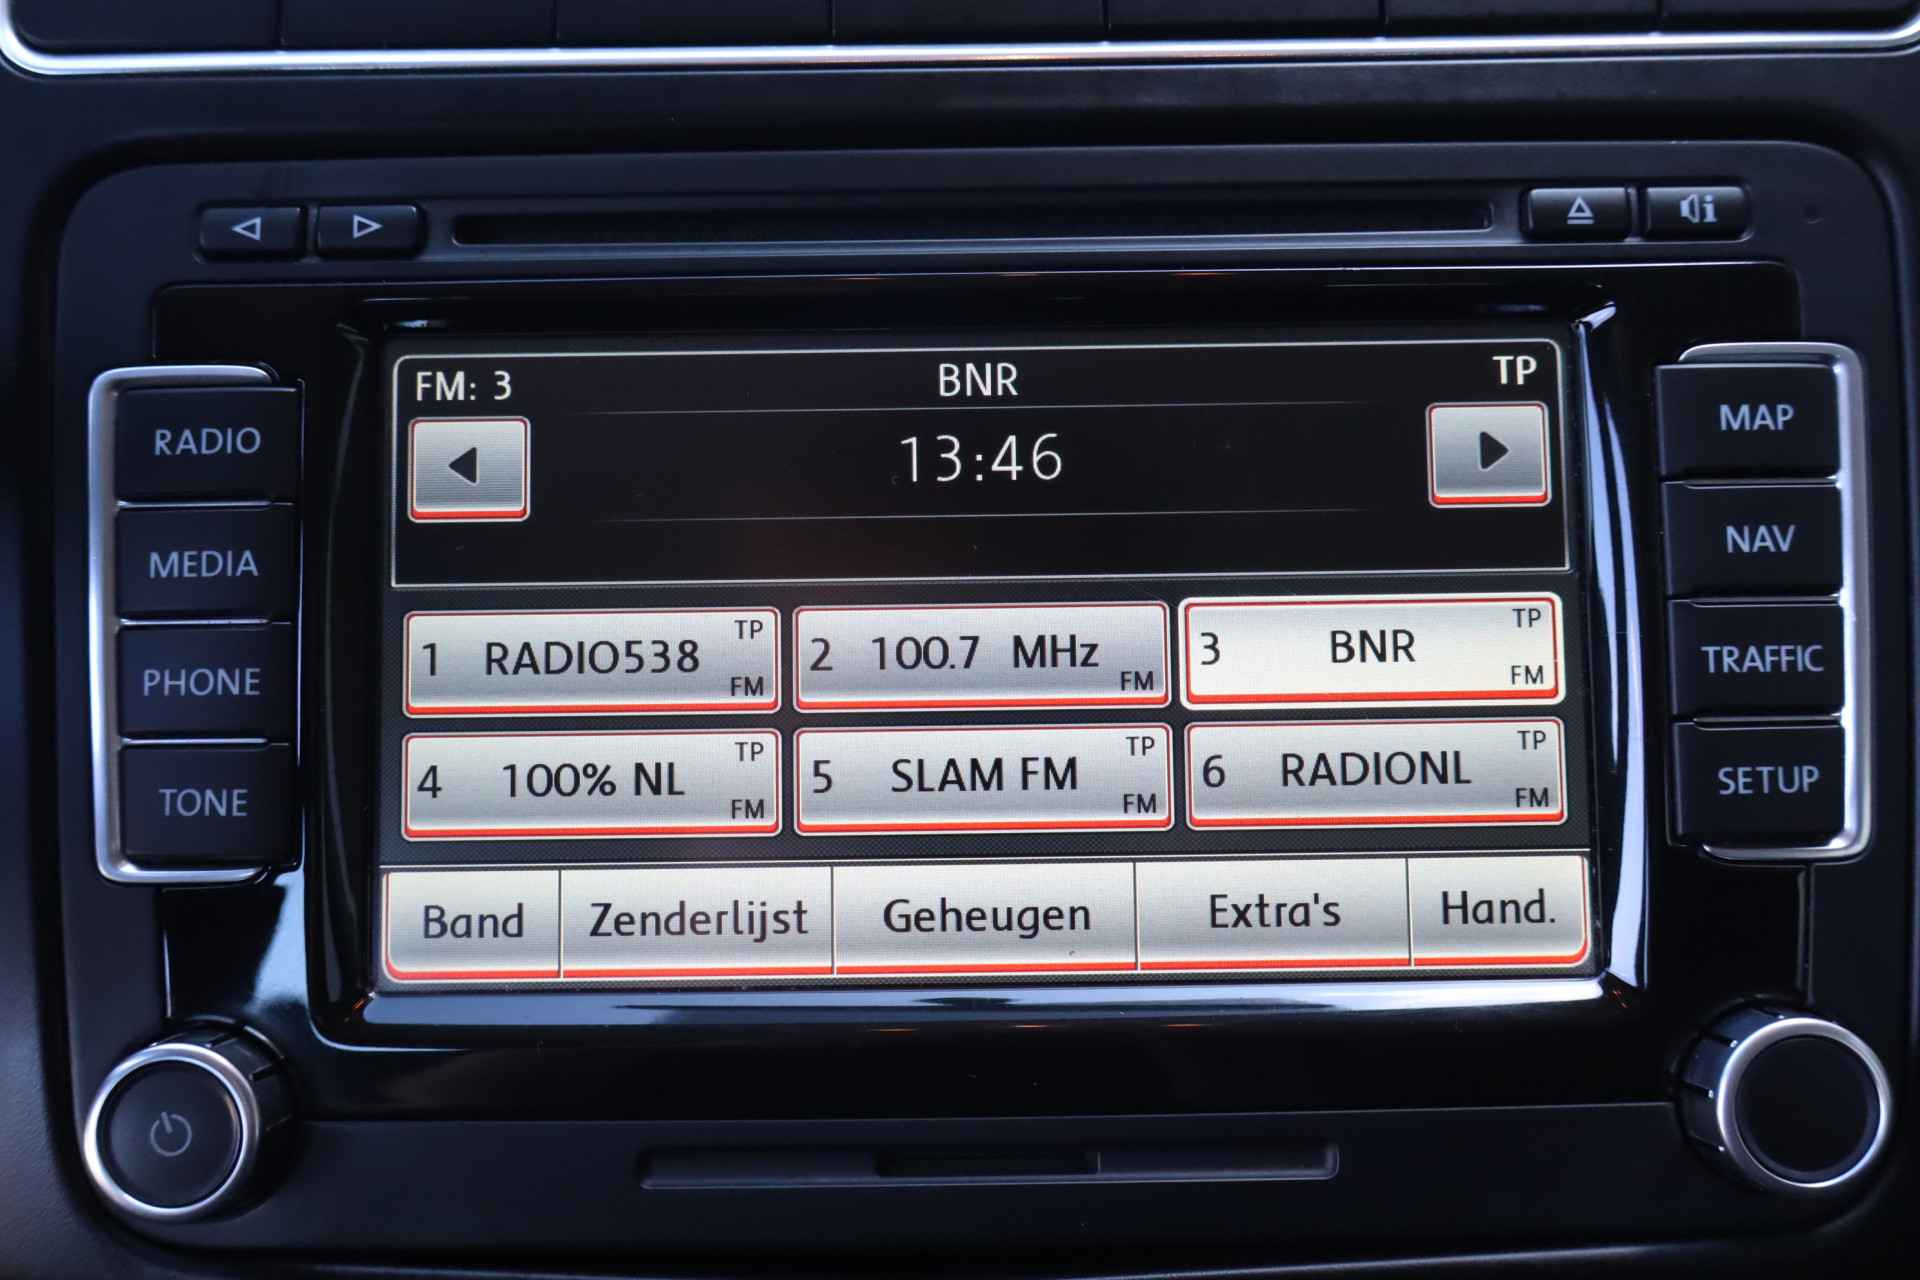 FM: 3 BNR TP
13:46
RADIO
MEDIA
PHONE
TONE
1 RADIO538 TP FM
2 100.7 MHz FM
3 BNR TP FM
4 100% NL TP FM
5 SLAM FM TP FM
6 RADIONL TP FM
Band Zenderlijst Geheugen Extra's Hand.
MAP
NAV
TRAFFIC
SETUP